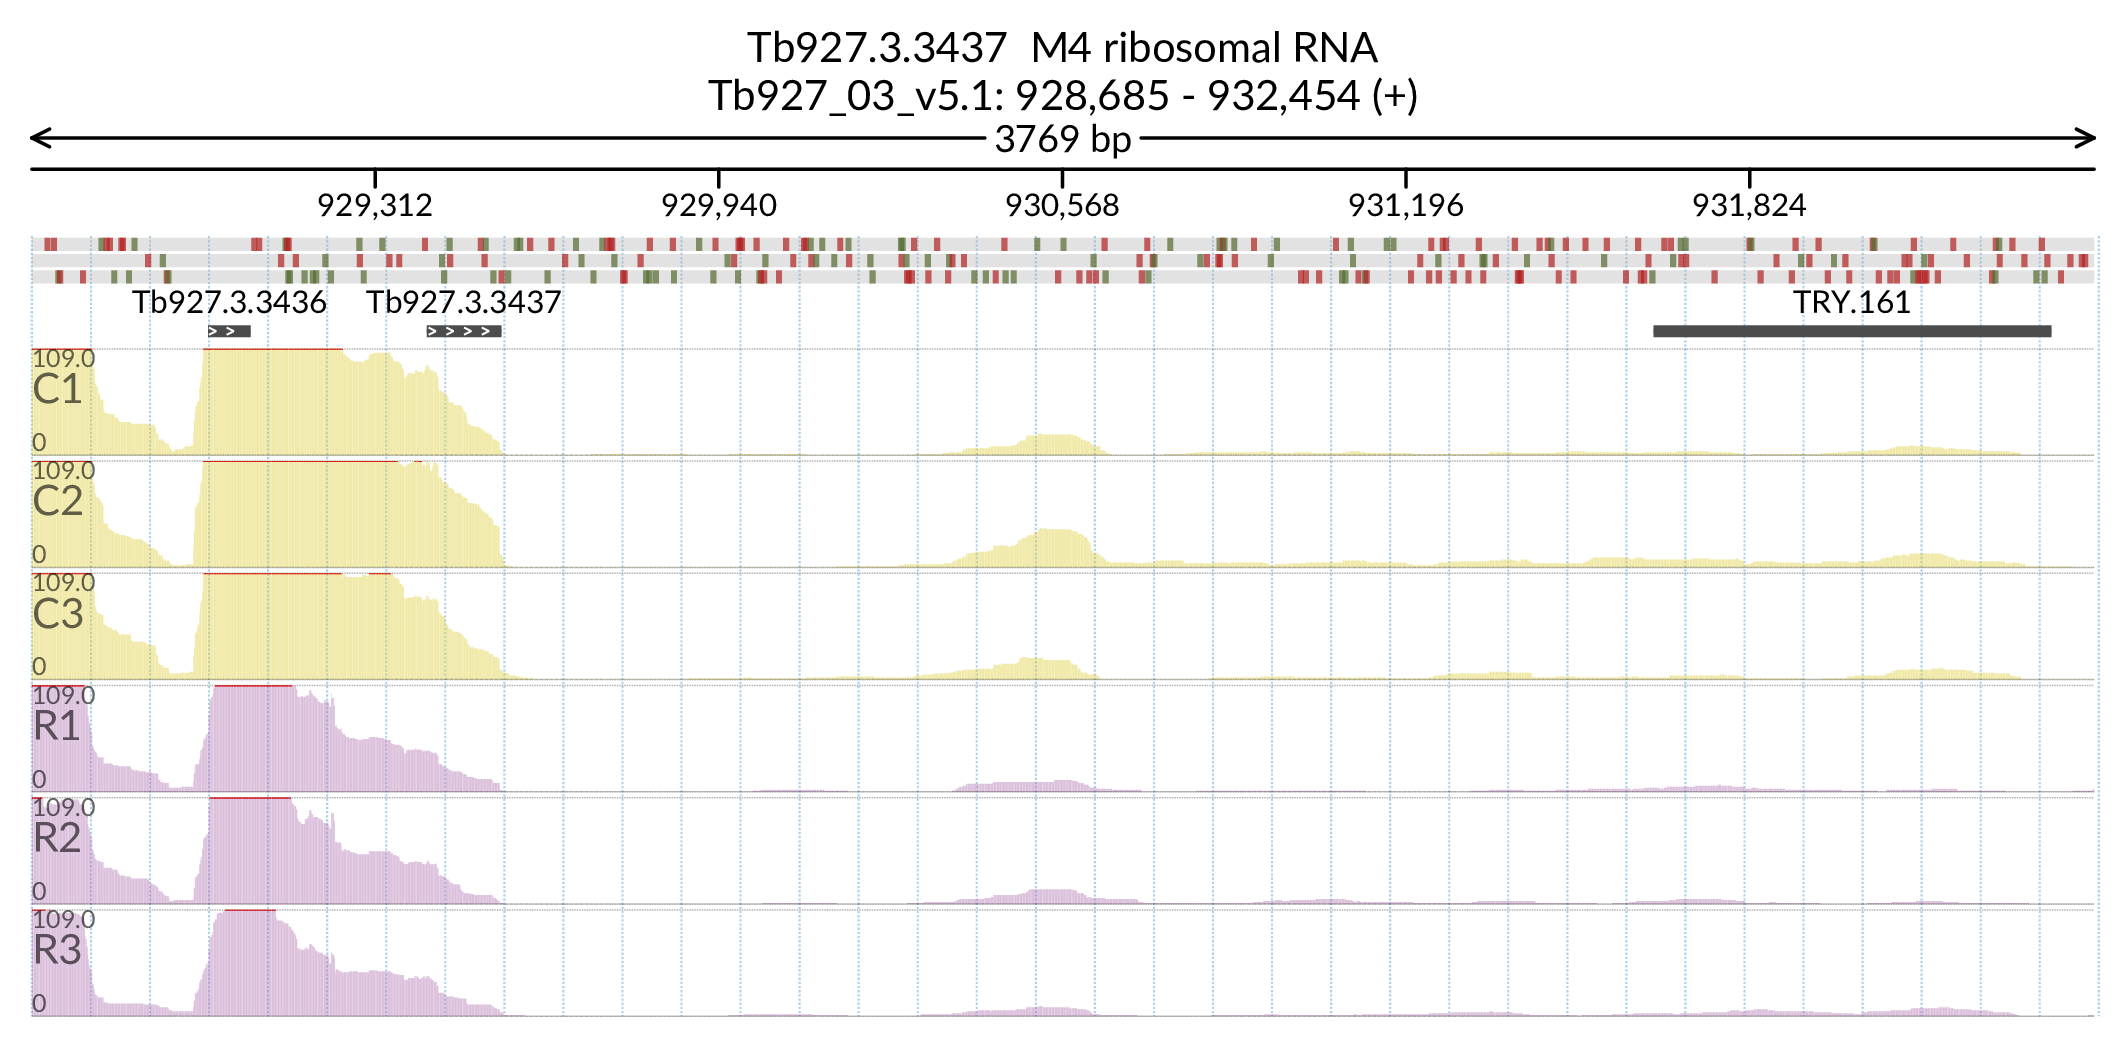 Tb927.3.3437  M4 ribosomal RNA
Tb927_03_v5.1: 928,685 - 932,454 (+)
3769 bp
929,312 929,940 930,568 931,196 931,824
Tb927.3.3436 Tb927.3.3437 TRY.161
109.0
C1
0
109.0
C2
0
109.0
C3
0
109.0
R1
0
109.0
R2
0
109.0
R3
0